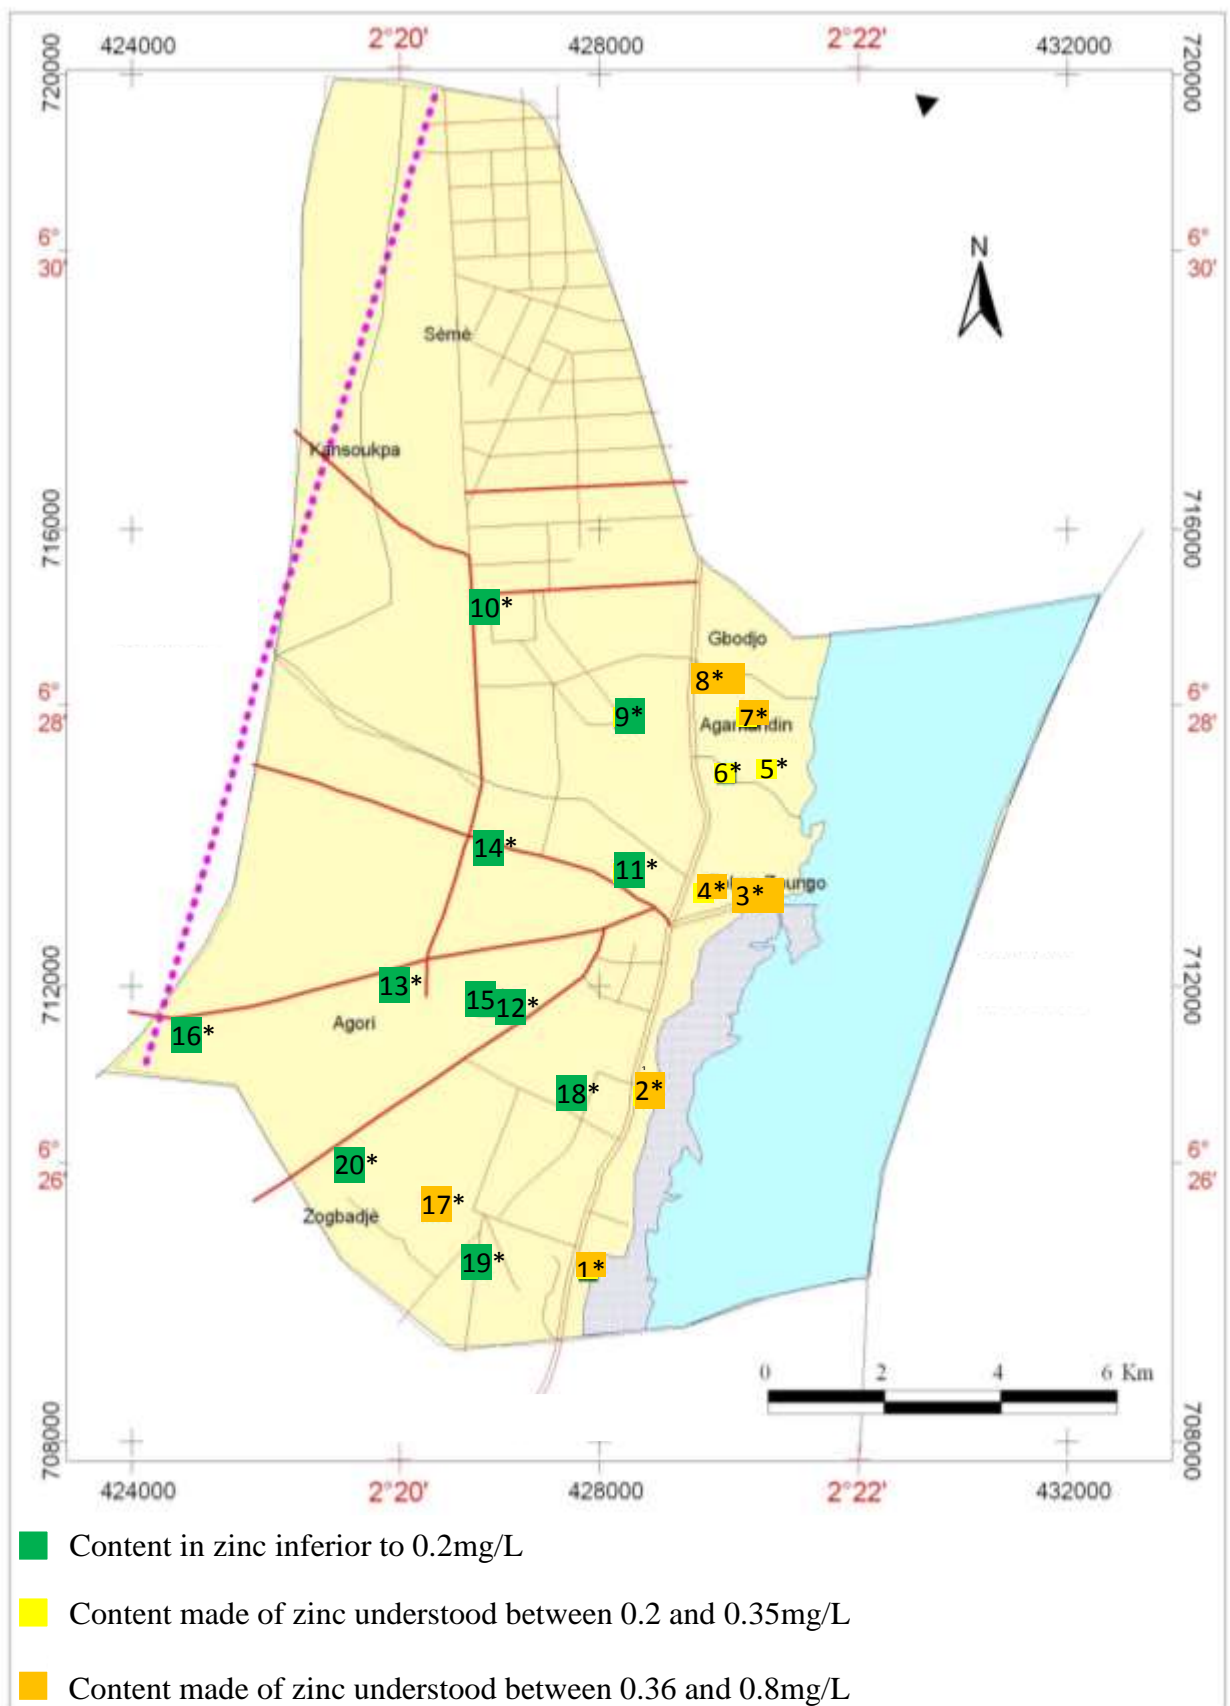 424000 2°20' 428000 2°22' 432000
720000 720000
N
6° 6°
30' 30'
Sèmè
Kansoukpa
716000 716000
10*
Gbodjo
8*
6° 6°
28' 28'
9* 7*
Agamandin
6* 5*
14*
11*
4* 3* ungo
712000 712000
13*
15 12*
Agori
16*
18* 2*
6° 6°
26' 26'
20*
17*
Zogbadjè
19* 1*
0 2 4 6 Km
708000 708000
424000 2°20' 428000 2°22' 432000
Content in zinc inferior to 0.2mg/L
Content made of zinc understood between 0.2 and 0.35mg/L
Content made of zinc understood between 0.36 and 0.8mg/L